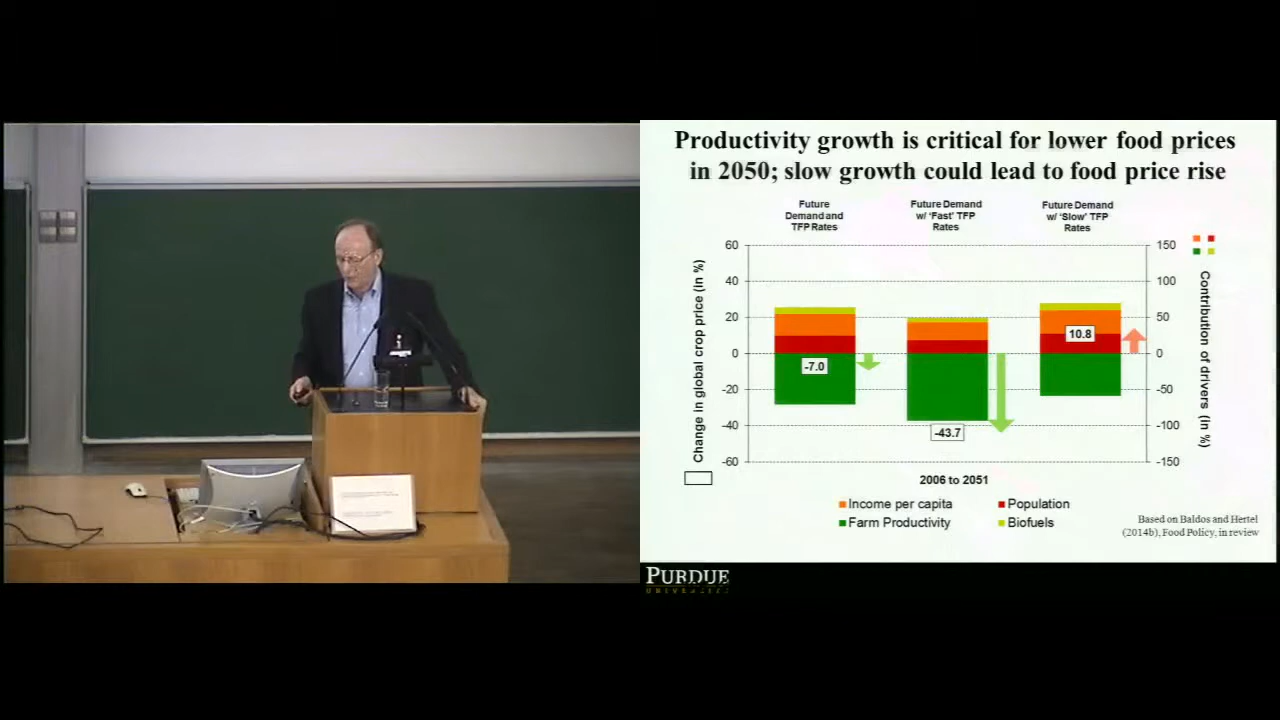 Productivity growth is critical for lower food prices
in 2050; slow growth could lead to food price rise
Future
Demand and
TFP Rates
Future Demand
w/ 'Fast' TFP
Rates
Future Demand
w/ 'Slow' TFP
Rates
Change in global crop price (in %)
60
40
20
0
-20
-40
-60
-7.0
-43.7
10.8
150
100
50
0
-50
-100
-150
Contribution of drivers (in %)
2006 to 2051
Income per capita
Population
Farm Productivity
Biofuels
Based on Baldos and Hertel
(2014b), Food Policy, in review
PURDUE
UNIVERSITY